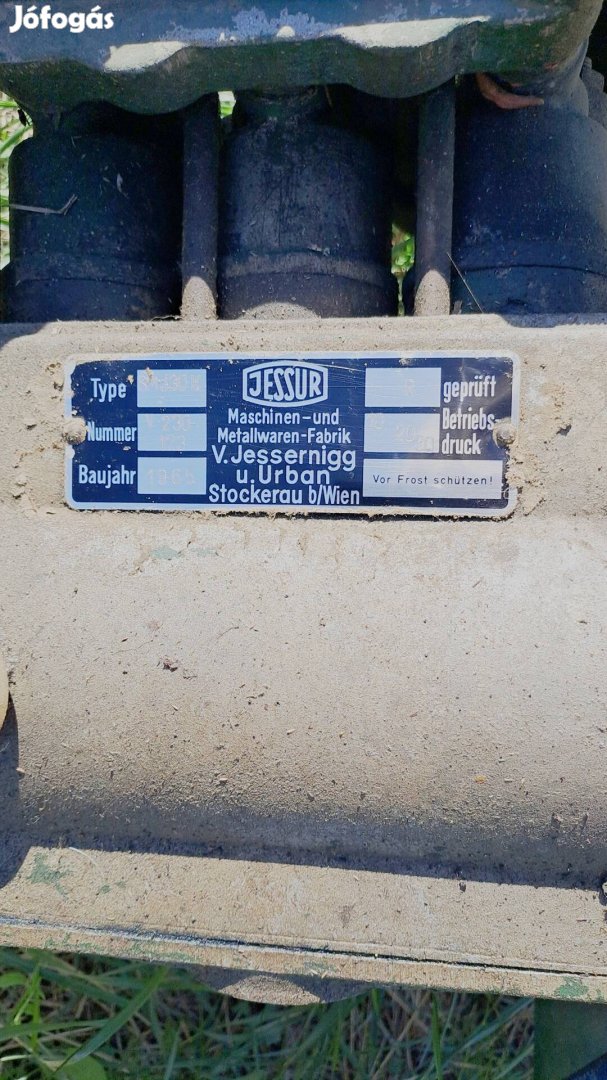 Jófogás
Type
JESSUR
geprüft
Nummer
Maschinen-und
Metallwaren-Fabrik
Betriebs-
druck
Baujahr 1965
V. Jessernigg
u. Urban
Stockerau b/Wien
Vor Frost schützen!